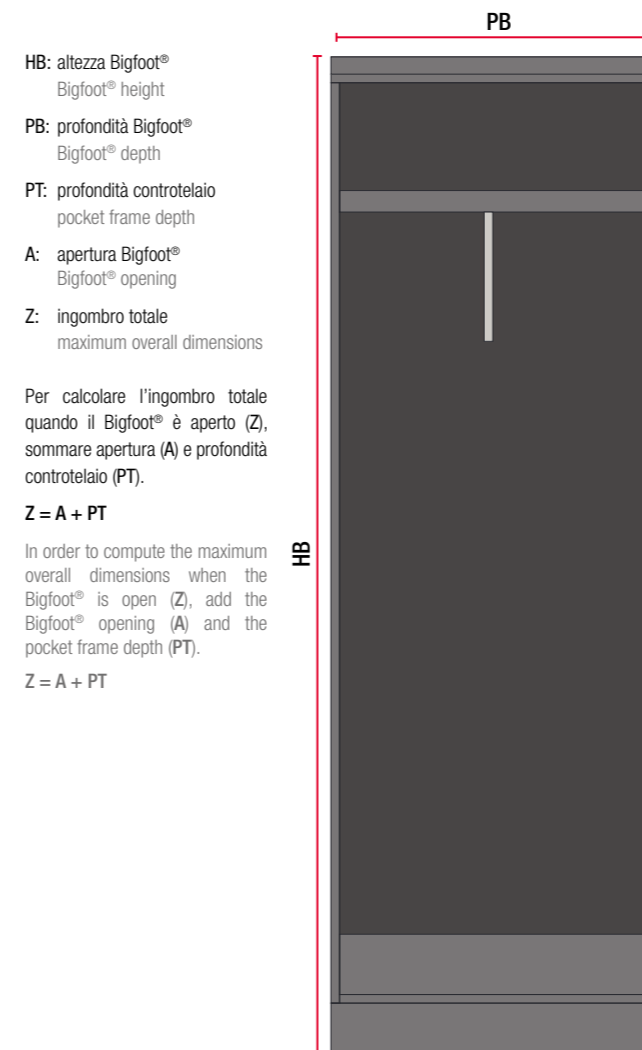 PB
HB: altezza Bigfoot®
Bigfoot® height
PB: profondità Bigfoot®
Bigfoot® depth
PT: profondità controtelaio
pocket frame depth
A: apertura Bigfoot®
Bigfoot® opening
Z: ingombro totale
maximum overall dimensions
Per calcolare l’ingombro totale
quando il Bigfoot® è aperto (Z),
sommare apertura (A) e profondità
controtelaio (PT).
Z = A + PT
In order to compute the maximum
overall dimensions when the
Bigfoot® is open (Z), add the
Bigfoot® opening (A) and the
pocket frame depth (PT).
Z = A + PT
HB